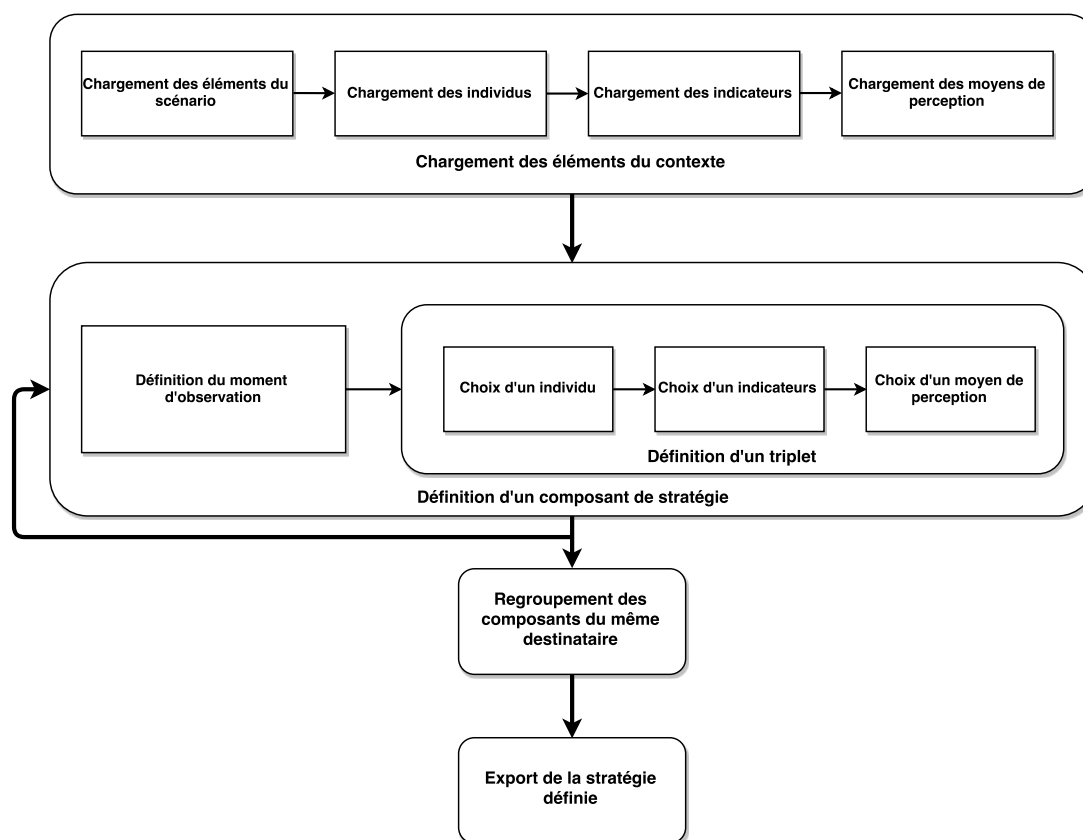 Chargement des éléments du
scénario
Chargement des individus
Chargement des indicateurs
Chargement des moyens de
perception
Chargement des éléments du contexte
Définition du moment
d'observation
Choix d'un individu
Choix d'un indicateurs
Choix d'un moyen de
perception
Définition d'un triplet
Définition d'un composant de stratégie
Regroupement des
composants du même
destinataire
Export de la stratégie
définie